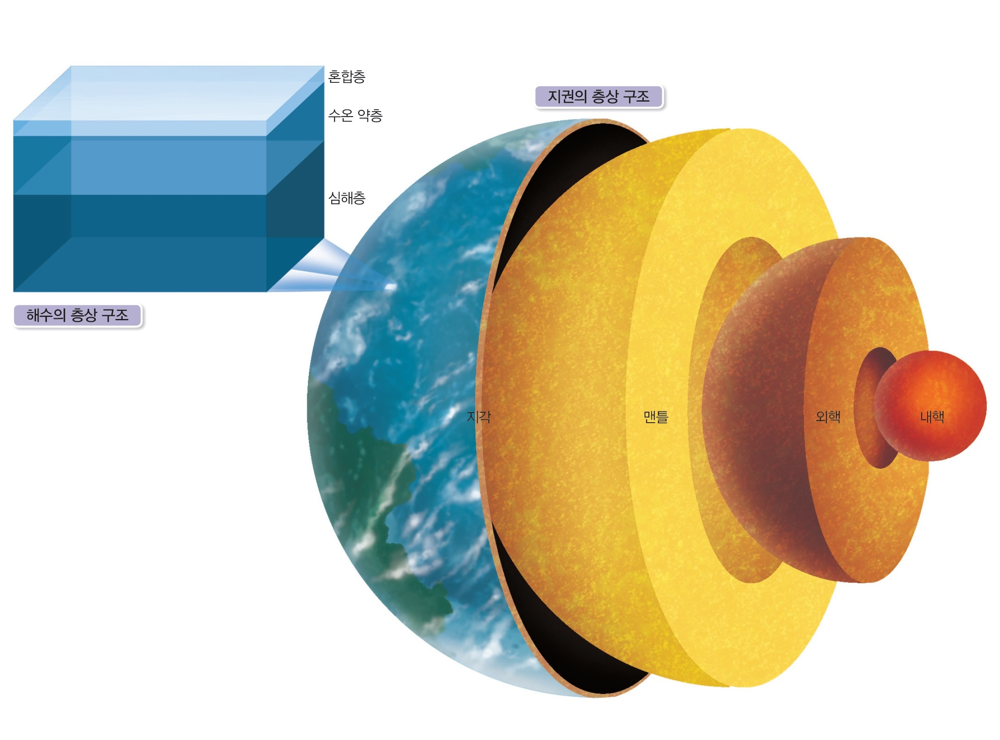 혼합층
수온 약층
심해층
해수의 층상 구조
지권의 층상 구조
지각
맨틀
외핵
내핵